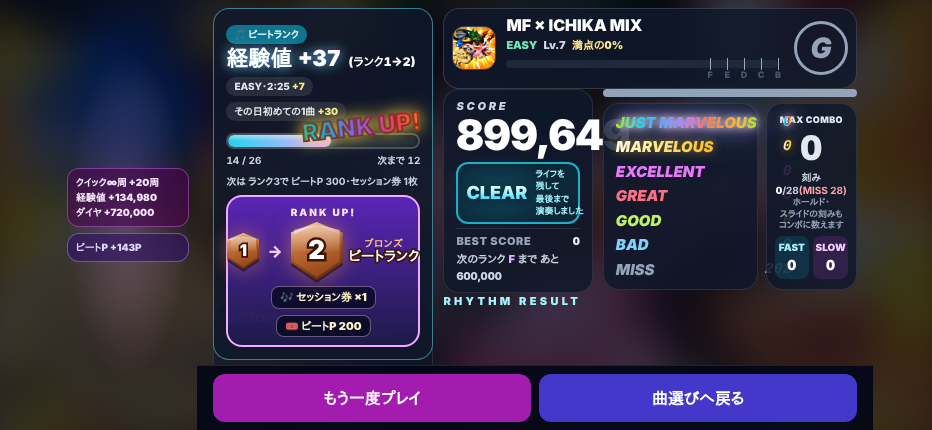 クイック∞周 +20周
経験値 +134,980
ダイヤ +720,000
ビートP +143P
🎵 ビートランク
経験値 +37 (ランク1→2)
EASY・2:25 +7
その日初めての1曲 +30
RANK UP!
14 / 26 次まで 12
次は ランク3で ビートP 300・セッション券 1枚
RANK UP!
1 → 2 ブロンズ
ビートランク
🎶 セッション券 ×1
🎟️ ビートP 200
MF × ICHIKA MIX
EASY Lv.7 満点の0%
F E D C B
G
SCORE
899,649
CLEAR
ライフを
残して
最後まで
演奏しました
BEST SCORE 0
次のランク F まで あと
600,000
RHYTHM RESULT
JUST MARVELOUS 0
MARVELOUS 0
EXCELLENT 0
GREAT
GOOD
BAD
MISS
MAX COMBO
0
刻み
0/28(MISS 28)
ホールド・
スライドの刻みも
コンボに数えます
FAST
0
SLOW
0
もう一度プレイ
曲選びへ戻る